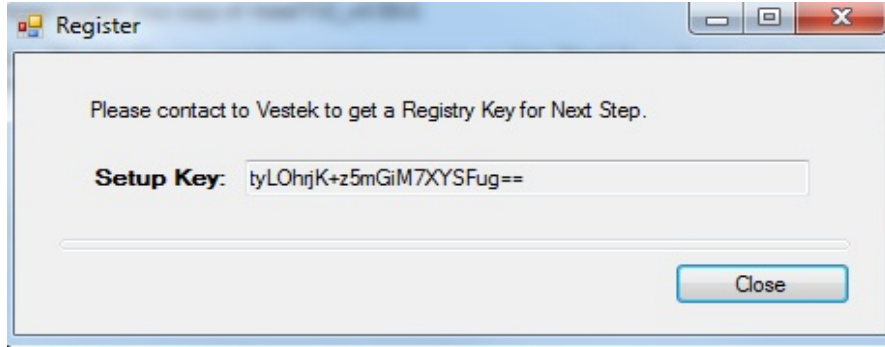 Register
Please contact to Vestek to get a Registry Key for Next Step.
Setup Key: tyLOhrjK+z5mGiM7XYSFug==
Close